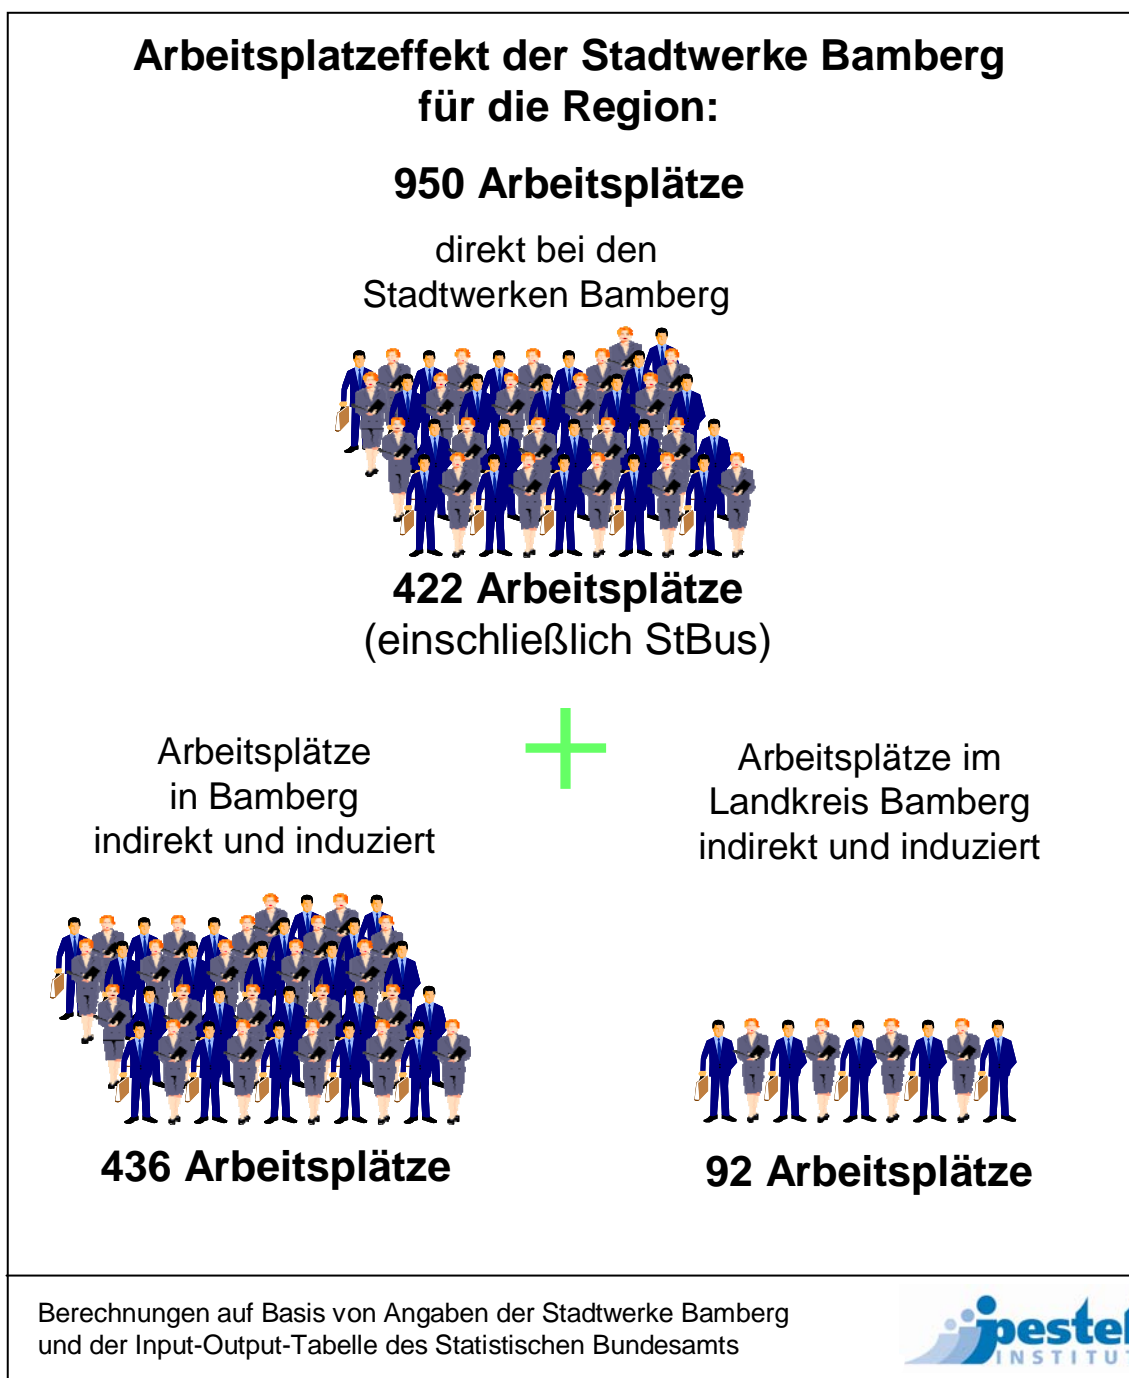 Arbeitsplatzeffekt der Stadtwerke Bamberg
für die Region:
950 Arbeitsplätze
direkt bei den
Stadtwerken Bamberg
422 Arbeitsplätze
(einschließlich StBus)
+
Arbeitsplätze
in Bamberg
indirekt und induziert
436 Arbeitsplätze
Arbeitsplätze im
Landkreis Bamberg
indirekt und induziert
92 Arbeitsplätze
Berechnungen auf Basis von Angaben der Stadtwerke Bamberg
und der Input-Output-Tabelle des Statistischen Bundesamts
pestel
INSTITUT